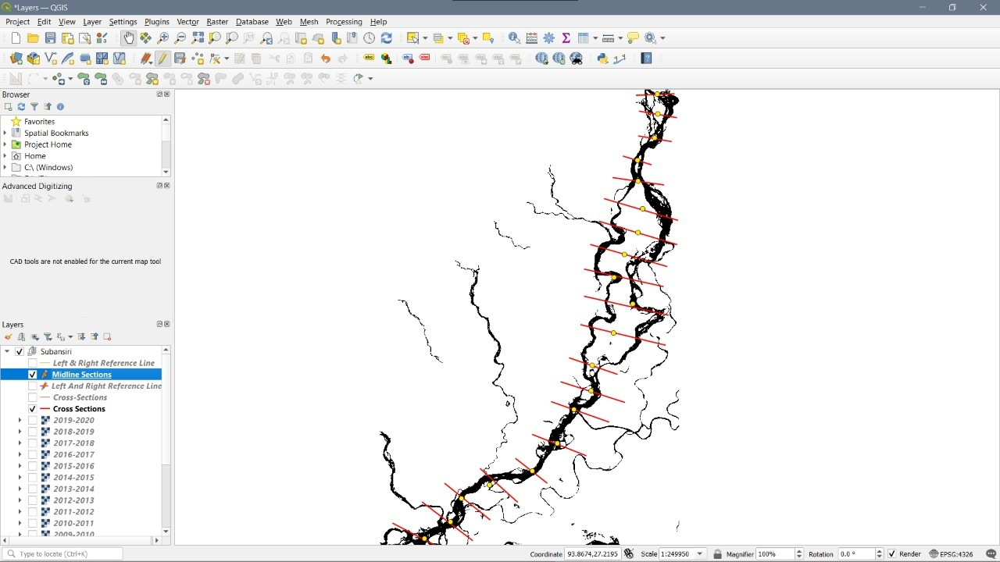 *Layers — QGIS
Project Edit View Layer Settings Plugins Vector Raster Database Web Mesh Processing Help
Browser
Favorites
Spatial Bookmarks
Project Home
Home
C:\ (Windows)
Advanced Digitizing
CAD tools are not enabled for the current map tool
Layers
Subansiri
Left & Right Reference Line
Midline Sections
Left And Right Reference Line
Cross-Sections
Cross Sections
2019-2020
2018-2019
2017-2018
2016-2017
2015-2016
2014-2015
2013-2014
2012-2013
2011-2012
2010-2011
2009-2010
Type to locate (Ctrl+K) Coordinate 93.8674,27.2195 Scale 1:249950 Magnifier 100% Rotation 0.0 ° Render EPSG:4326